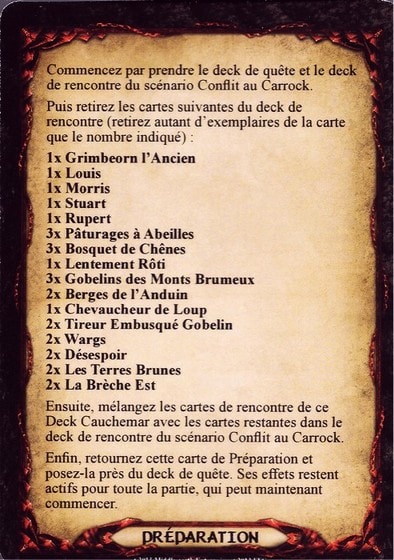 Commencez par prendre le deck de quête et le deck
de rencontre du scénario Conflit au Carrock.
Puis retirez les cartes suivantes du deck de
rencontre (retirez autant d'exemplaires de la carte
que le nombre indiqué) :
1x Grimbeorn l'Ancien
1x Louis
1x Morris
1x Stuart
1x Rupert
3x Pâturages à Abeilles
3x Bosquet de Chênes
1x Lentement Rôti
3x Gobelins des Monts Brumeux
2x Berges de l'Anduin
1x Chevaucheur de Loup
2x Tireur Embusqué Gobelin
2x Wargs
2x Désespoir
2x Les Terres Brunes
2x La Brèche Est
Ensuite, mélangez les cartes de rencontre de ce
Deck Cauchemar avec les cartes restantes dans le
deck de rencontre du scénario Conflit au Carrock.
Enfin, retournez cette carte de Préparation et
posez-la près du deck de quête. Ses effets restent
actifs pour toute la partie, qui peut maintenant
commencer.
PRÉPARATION